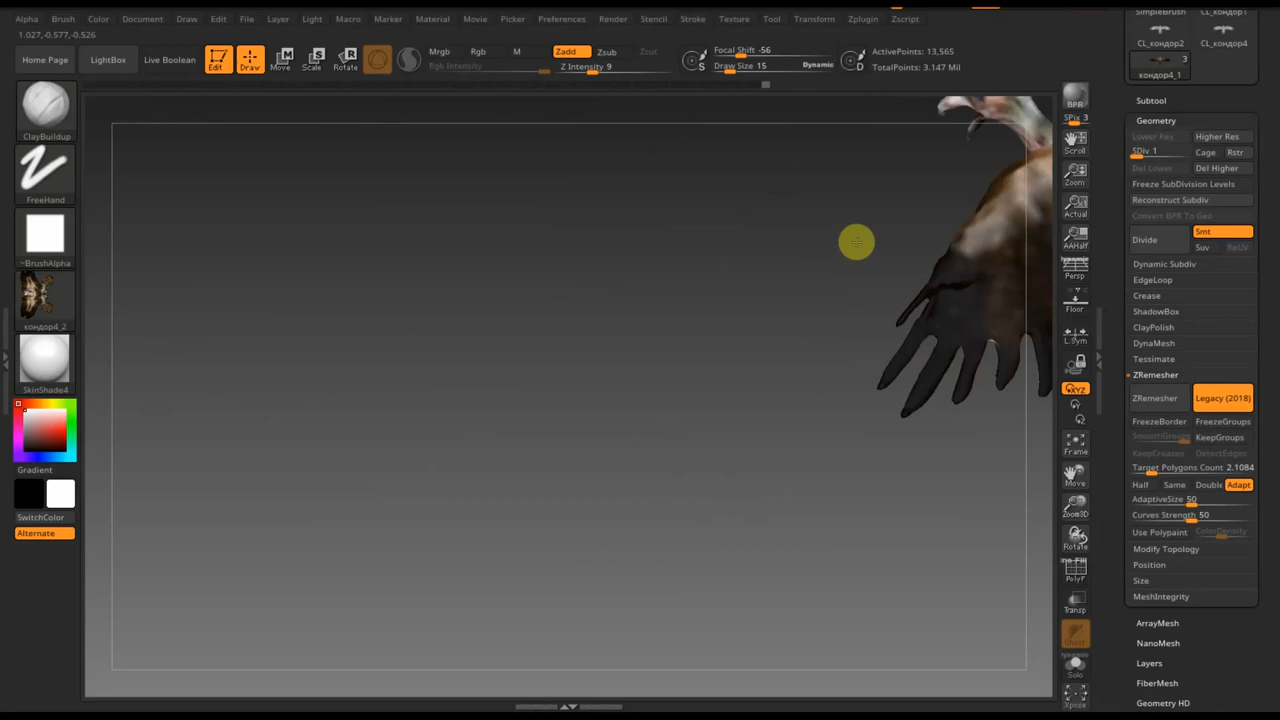 Alpha Brush Color Document Draw Edit File Layer Light Macro Marker Material Movie Picker Preferences Render Stencil Stroke Texture Tool Transform Zplugin Zscript
1.027,-0.577,-0.526
Home Page LightBox Live Boolean Edit Draw Move Scale Rotate
Mrgb Rgb M Zadd Zsub Zcut
Rgb Intensity Z Intensity 9
Focal Shift -56
Draw Size 15 Dynamic
S
D
ActivePoints: 13,565
TotalPoints: 3.147 Mil
ClayBuildup
FreeHand
~BrushAlpha
кондор4_2
SkinShade4
Gradient
SwitchColor
Alternate
BPR
SPix 3
Scroll
Zoom
Actual
AAHalf
Persp
Floor
L.Sym
Frame
Move
Zoom3D
Rotate
PolyF
Transp
Solo
Xpose
SimpleBrush CL_кондор1
CL_кондор2 CL_кондор4
3
кондор4_1
Subtool
Geometry
Lower Res Higher Res
SDiv 1 Cage Rstr
Del Lower Del Higher
Freeze SubDivision Levels
Reconstruct Subdiv
Convert BPR To Geo
Divide Smt
Suv ReUV
Dynamic Subdiv
EdgeLoop
Crease
ShadowBox
ClayPolish
DynaMesh
Tessimate
ZRemesher
ZRemesher Legacy (2018)
FreezeBorder FreezeGroups
SmoothGroups KeepGroups
KeepCreases DetectEdges
Target Polygons Count 2.1084
Half Same Double Adapt
AdaptiveSize 50
Curves Strength 50
Use Polypaint ColorDensity
Modify Topology
Position
Size
MeshIntegrity
ArrayMesh
NanoMesh
Layers
FiberMesh
Geometry HD